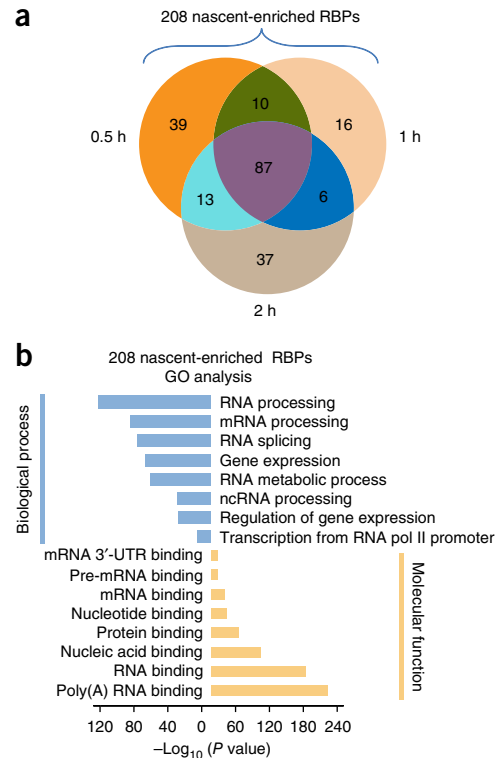 a
208 nascent-enriched RBPs
39
10
16
0.5 h
1 h
87
13
6
37
2 h
b
208 nascent-enriched RBPs
GO analysis
Biological process
RNA processing
mRNA processing
RNA splicing
Gene expression
RNA metabolic process
ncRNA processing
Regulation of gene expression
Transcription from RNA pol II promoter
mRNA 3′-UTR binding
Pre-mRNA binding
mRNA binding
Nucleotide binding
Protein binding
Nucleic acid binding
RNA binding
Poly(A) RNA binding
Molecular function
120 80 40 0 60 120 180 240
–Log10 (P value)